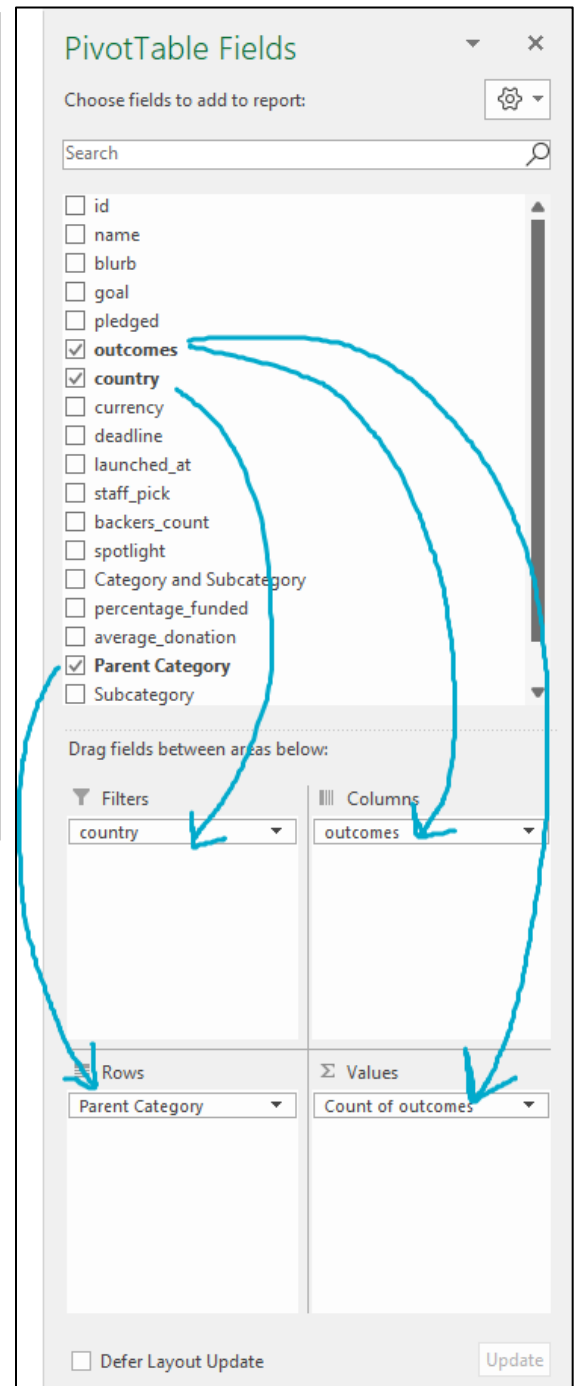 PivotTable Fields
Choose fields to add to report:
Search
id
name
blurb
goal
pledged
outcomes
country
currency
deadline
launched_at
staff_pick
backers_count
spotlight
Category and Subcategory
percentage_funded
average_donation
Parent Category
Subcategory
Drag fields between areas below:
Filters
Columns
country
outcomes
Rows
Σ Values
Parent Category
Count of outcomes
Defer Layout Update
Update